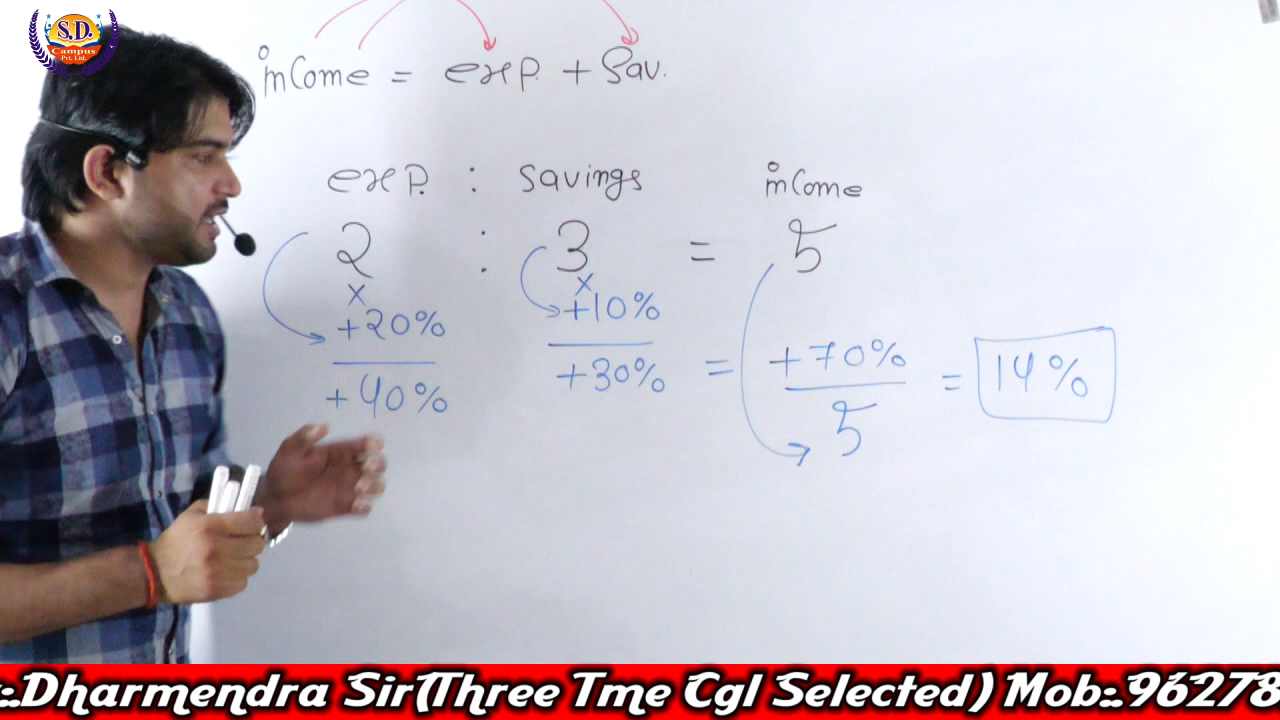 S.D.
Campus
Pvt. Ltd.
income = exp. + Sav.
exp. : savings income
2 : 3 = 5
x x
+20% +10%
+40% +30% = +70% / 5 = 14%
:.Dharmendra Sir(Three Tme Cgl Selected) Mob:.96278